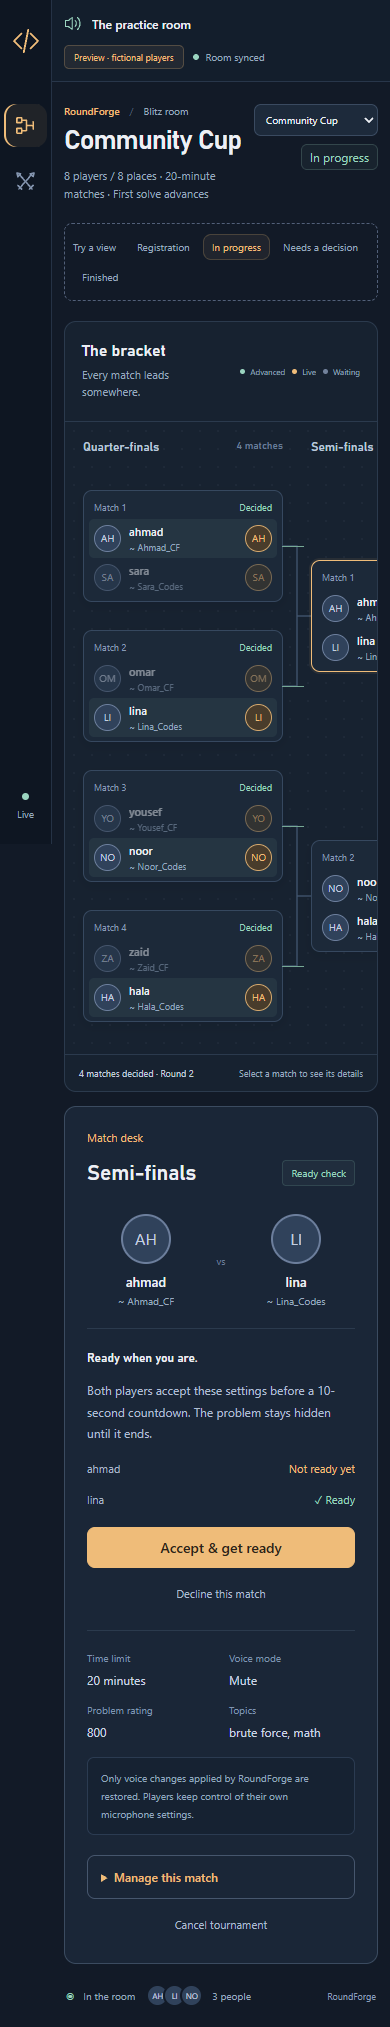 The practice room
Preview · fictional players
Room synced
RoundForge / Blitz room
Community Cup
Community Cup
In progress
8 players / 8 places · 20-minute
matches · First solve advances
Try a view
Registration
In progress
Needs a decision
Finished
The bracket
Every match leads
somewhere.
Advanced
Live
Waiting
Quarter-finals
4 matches
Semi-finals
Match 1
Decided
AH
ahmad
~ Ahmad_CF
AH
SA
sara
~ Sara_Codes
SA
Match 2
Decided
OM
omar
~ Omar_CF
OM
LI
lina
~ Lina_Codes
LI
Match 3
Decided
YO
yousef
~ Yousef_CF
YO
NO
noor
~ Noor_Codes
NO
Match 4
Decided
ZA
zaid
~ Zaid_CF
ZA
HA
hala
~ Hala_Codes
HA
Match 1
AH
ahm
~ Ah
LI
lina
~ Lin
Match 2
NO
noo
~ No
HA
hala
~ Ha
Live
4 matches decided · Round 2
Select a match to see its details
Match desk
Semi-finals
Ready check
AH
ahmad
~ Ahmad_CF
vs
LI
lina
~ Lina_Codes
Ready when you are.
Both players accept these settings before a 10-
second countdown. The problem stays hidden
until it ends.
ahmad
Not ready yet
lina
✓ Ready
Accept & get ready
Decline this match
Time limit
20 minutes
Voice mode
Mute
Problem rating
800
Topics
brute force, math
Only voice changes applied by RoundForge are
restored. Players keep control of their own
microphone settings.
Manage this match
Cancel tournament
In the room
AH
LI
NO
3 people
RoundForge